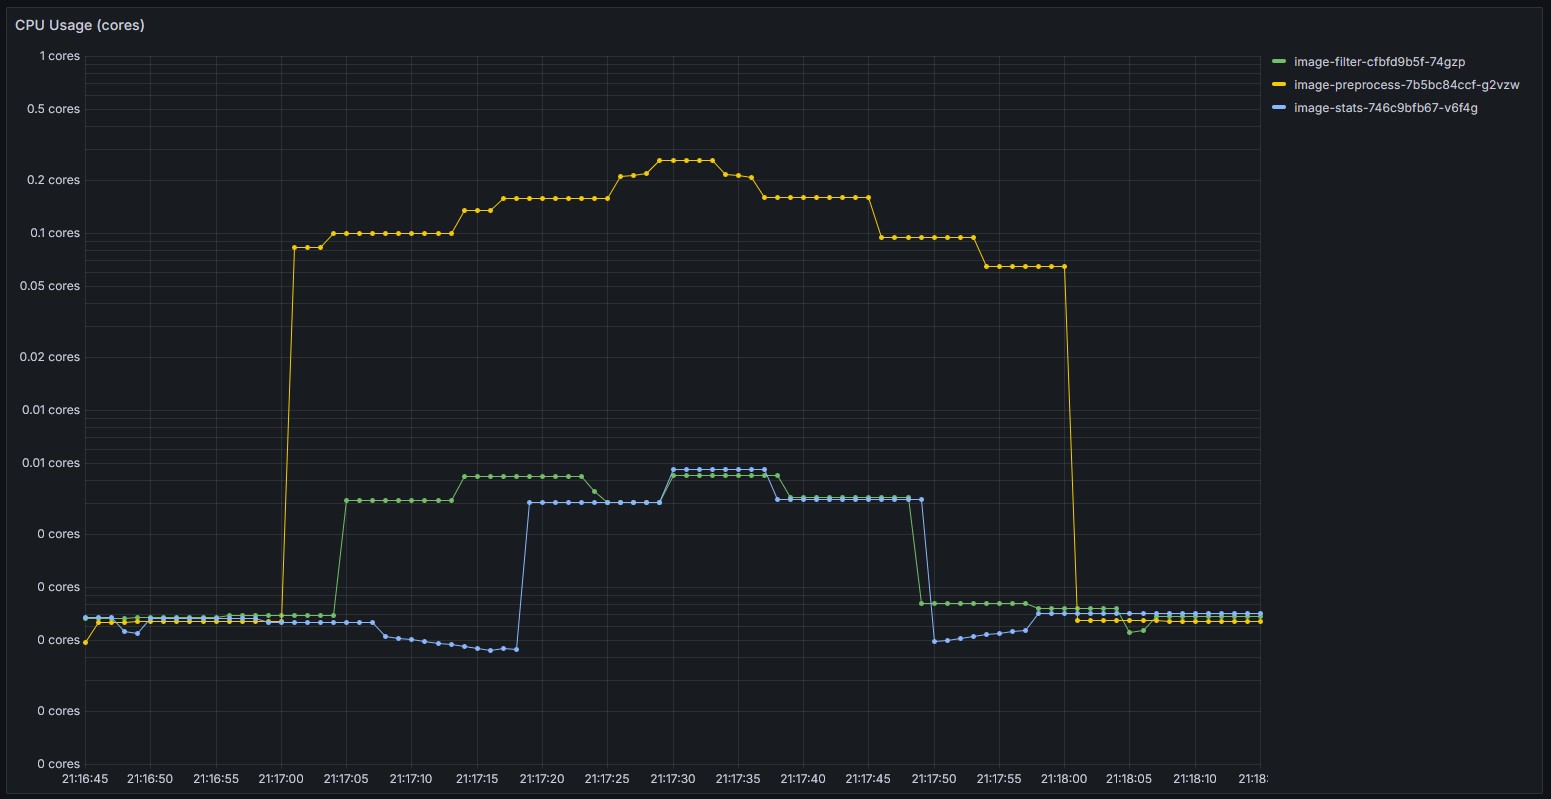 CPU Usage (cores)
1 cores
0.5 cores
0.2 cores
0.1 cores
0.05 cores
0.02 cores
0.01 cores
0.01 cores
0 cores
0 cores
0 cores
0 cores
0 cores
21:16:45 21:16:50 21:16:55 21:17:00 21:17:05 21:17:10 21:17:15 21:17:20 21:17:25 21:17:30 21:17:35 21:17:40 21:17:45 21:17:50 21:17:55 21:18:00 21:18:05 21:18:10 21:18:
image-filter-cfbfd9b5f-74gzp
image-preprocess-7b5bc84ccf-g2vzw
image-stats-746c9bfb67-v6f4g